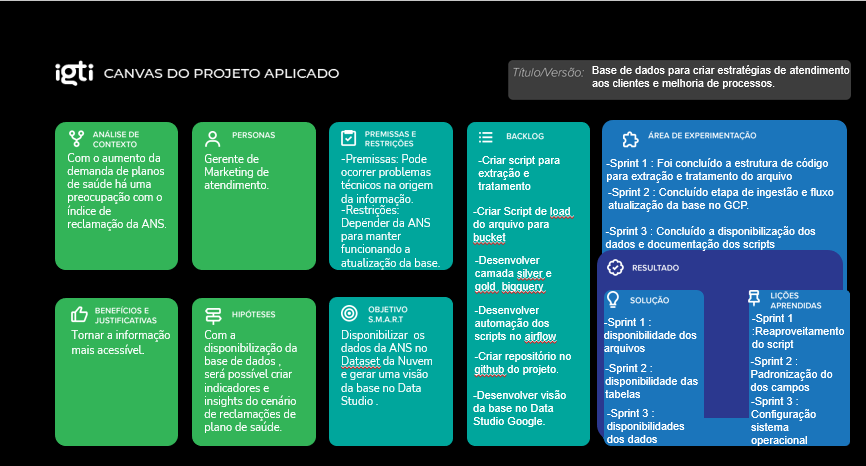 igti CANVAS DO PROJETO APLICADO
Título/Versão: Base de dados para criar estratégias de atendimento
aos clientes e melhoria de processos.
ANÁLISE DE
CONTEXTO
Com o aumento da
demanda de planos
de saúde há uma
preocupação com o
índice de
reclamação da ANS.
PERSONAS
Gerente de
Marketing de
atendimento.
PREMISSAS E
RESTRIÇÕES
-Premissas: Pode
ocorrer problemas
técnicos na origem
da informação.
-Restrições:
Depender da ANS
para manter
funcionando a
atualização da base.
BACKLOG
-Criar script para
extração e
tratamento
-Criar Script de load
do arquivo para
bucket
-Desenvolver
camada silver e
gold bigquery
-Desenvolver
automação dos
scripts no airflow
-Criar repositório no
github do projeto.
-Desenvolver visão
da base no Data
Studio Google.
ÁREA DE EXPERIMENTAÇÃO
-Sprint 1 : Foi concluído a estrutura de código
para extração e tratamento do arquivo
-Sprint 2 : Concluído etapa de ingestão e fluxo
atualização da base no GCP.
-Sprint 3 : Concluído a disponibilização dos
dados e documentação dos scripts
BENEFÍCIOS E
JUSTIFICATIVAS
Tornar a informação
mais acessível.
HIPÓTESES
Com a
disponibilização da
base de dados ,
será possível criar
indicadores e
insights do cenário
de reclamações de
plano de saúde.
OBJETIVO
S.M.A.R.T
Disponibilizar os
dados da ANS no
Dataset da Nuvem
e gerar uma visão
da base no Data
Studio .
RESULTADO
SOLUÇÃO
-Sprint 1 :
disponibilidade dos
arquivos
-Sprint 2 :
disponibilidade das
tabelas
-Sprint 3 :
disponibilidades
dos dados
LIÇÕES
APRENDIDAS
-Sprint 1
:Reaproveitamento
do script
-Sprint 2 :
Padronização do
dos campos
-Sprint 3 :
Configuração
sistema
operacional